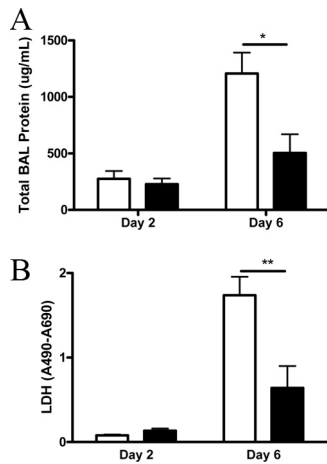 A
Total BAL Protein (ug/mL)
1500
1000
500
0
*
Day 2
Day 6
B
LDH (A490-A690)
2
1
0
**
Day 2
Day 6